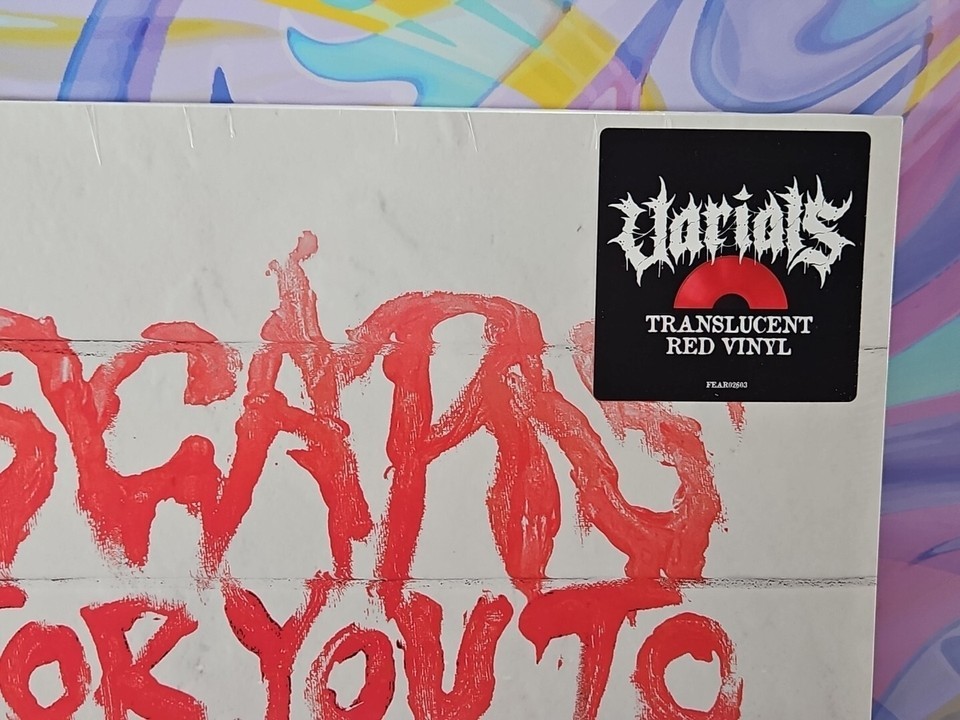 Varials
TRANSLUCENT
RED VINYL
FEAR02603
SCARS
FOR YOU TO